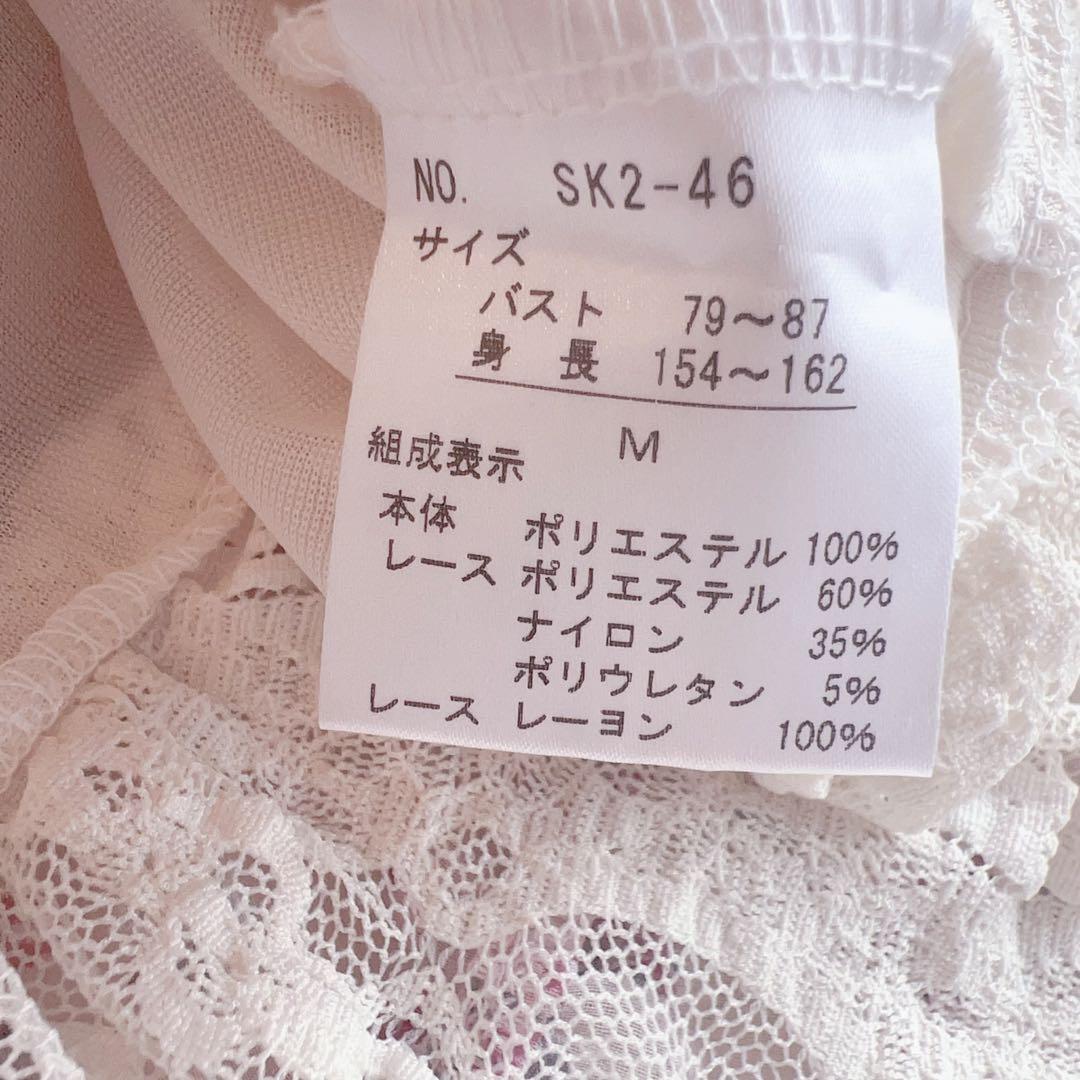 NO. SK2-46
サイズ
バスト 79～87
身長 154～162
M
組成表示
本体 ポリエステル 100%
レース ポリエステル 60%
ナイロン 35%
ポリウレタン 5%
レース レーヨン 100%